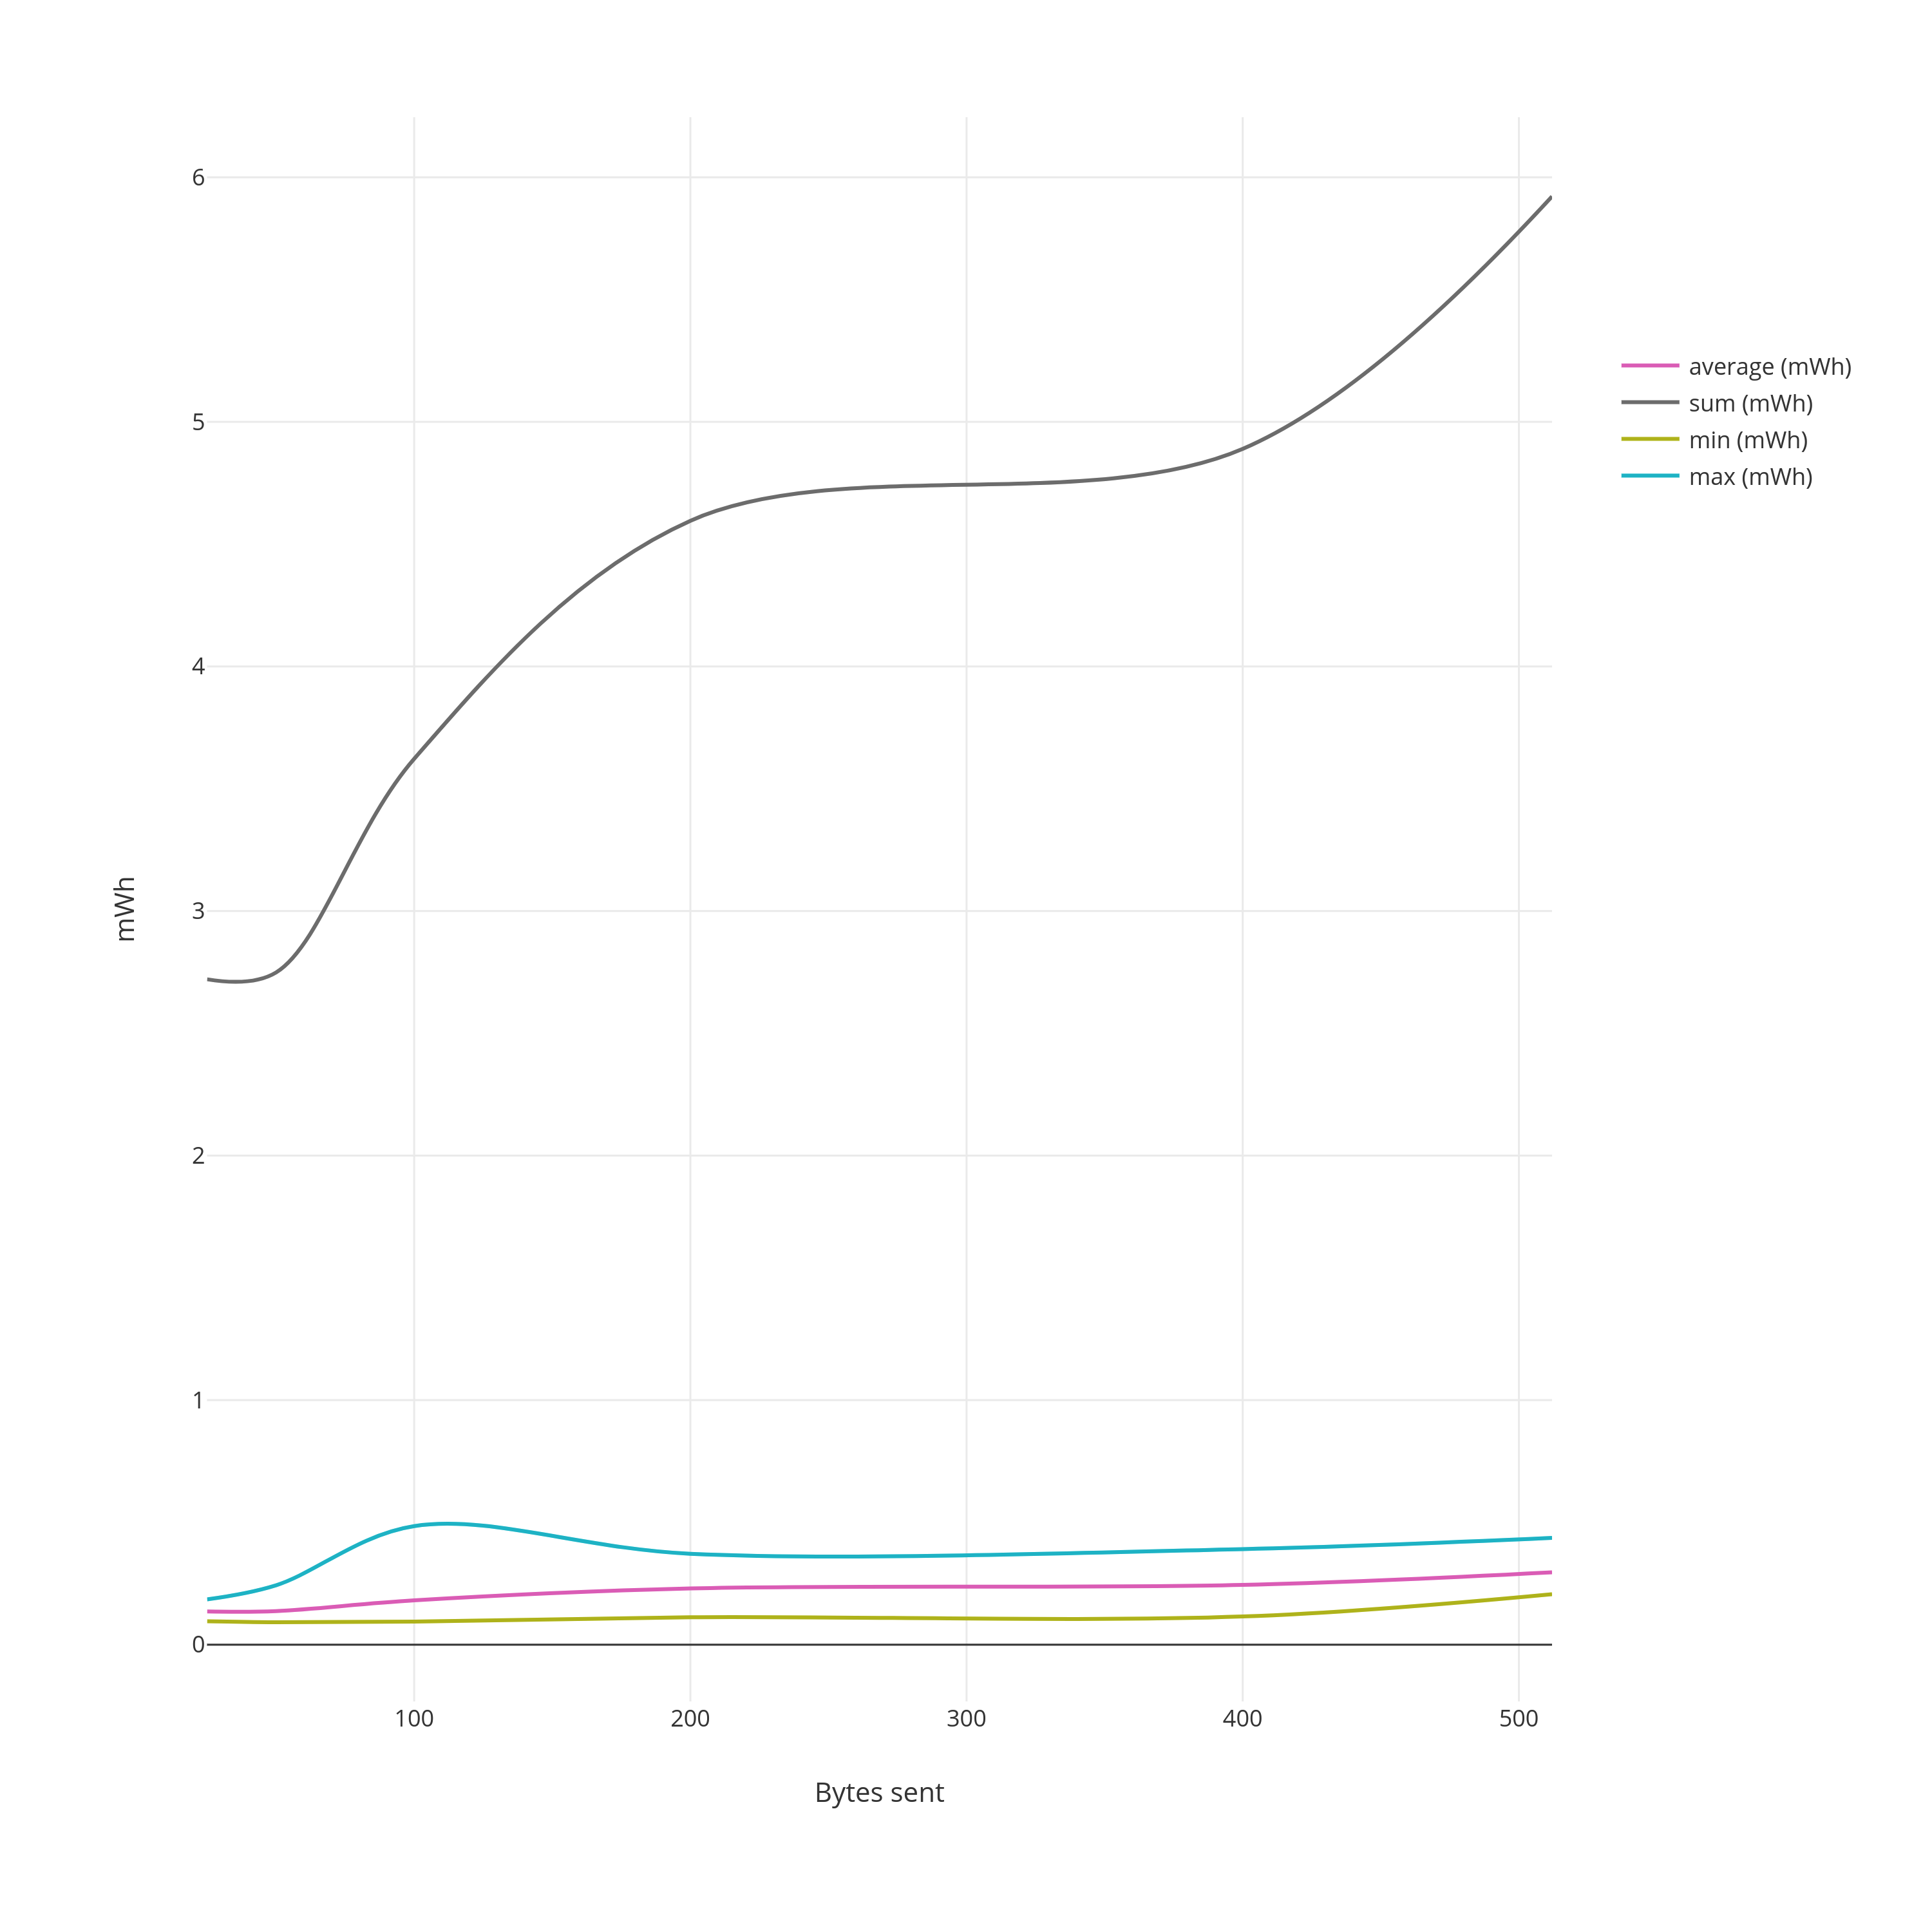 6
5
4
3
2
1
0
mWh
100 200 300 400 500
Bytes sent
average (mWh)
sum (mWh)
min (mWh)
max (mWh)